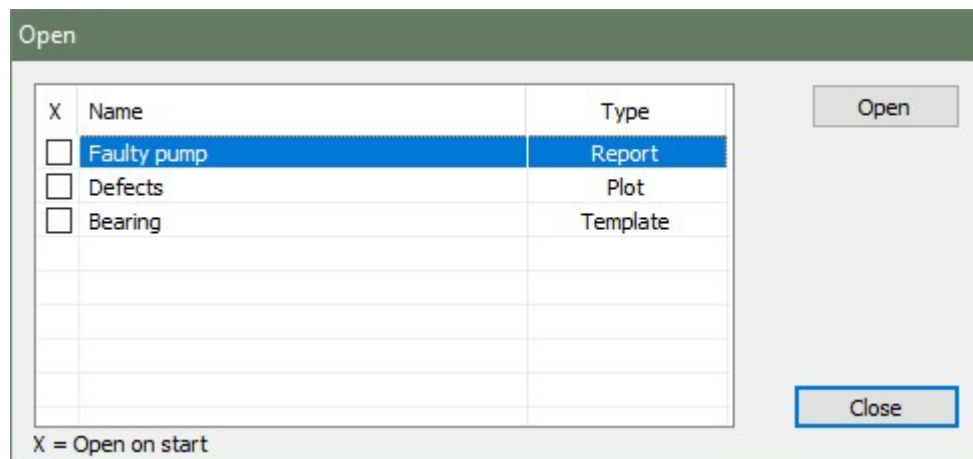 Open
X Name Type Open
Faulty pump Report
Defects Plot
Bearing Template
Close
X = Open on start